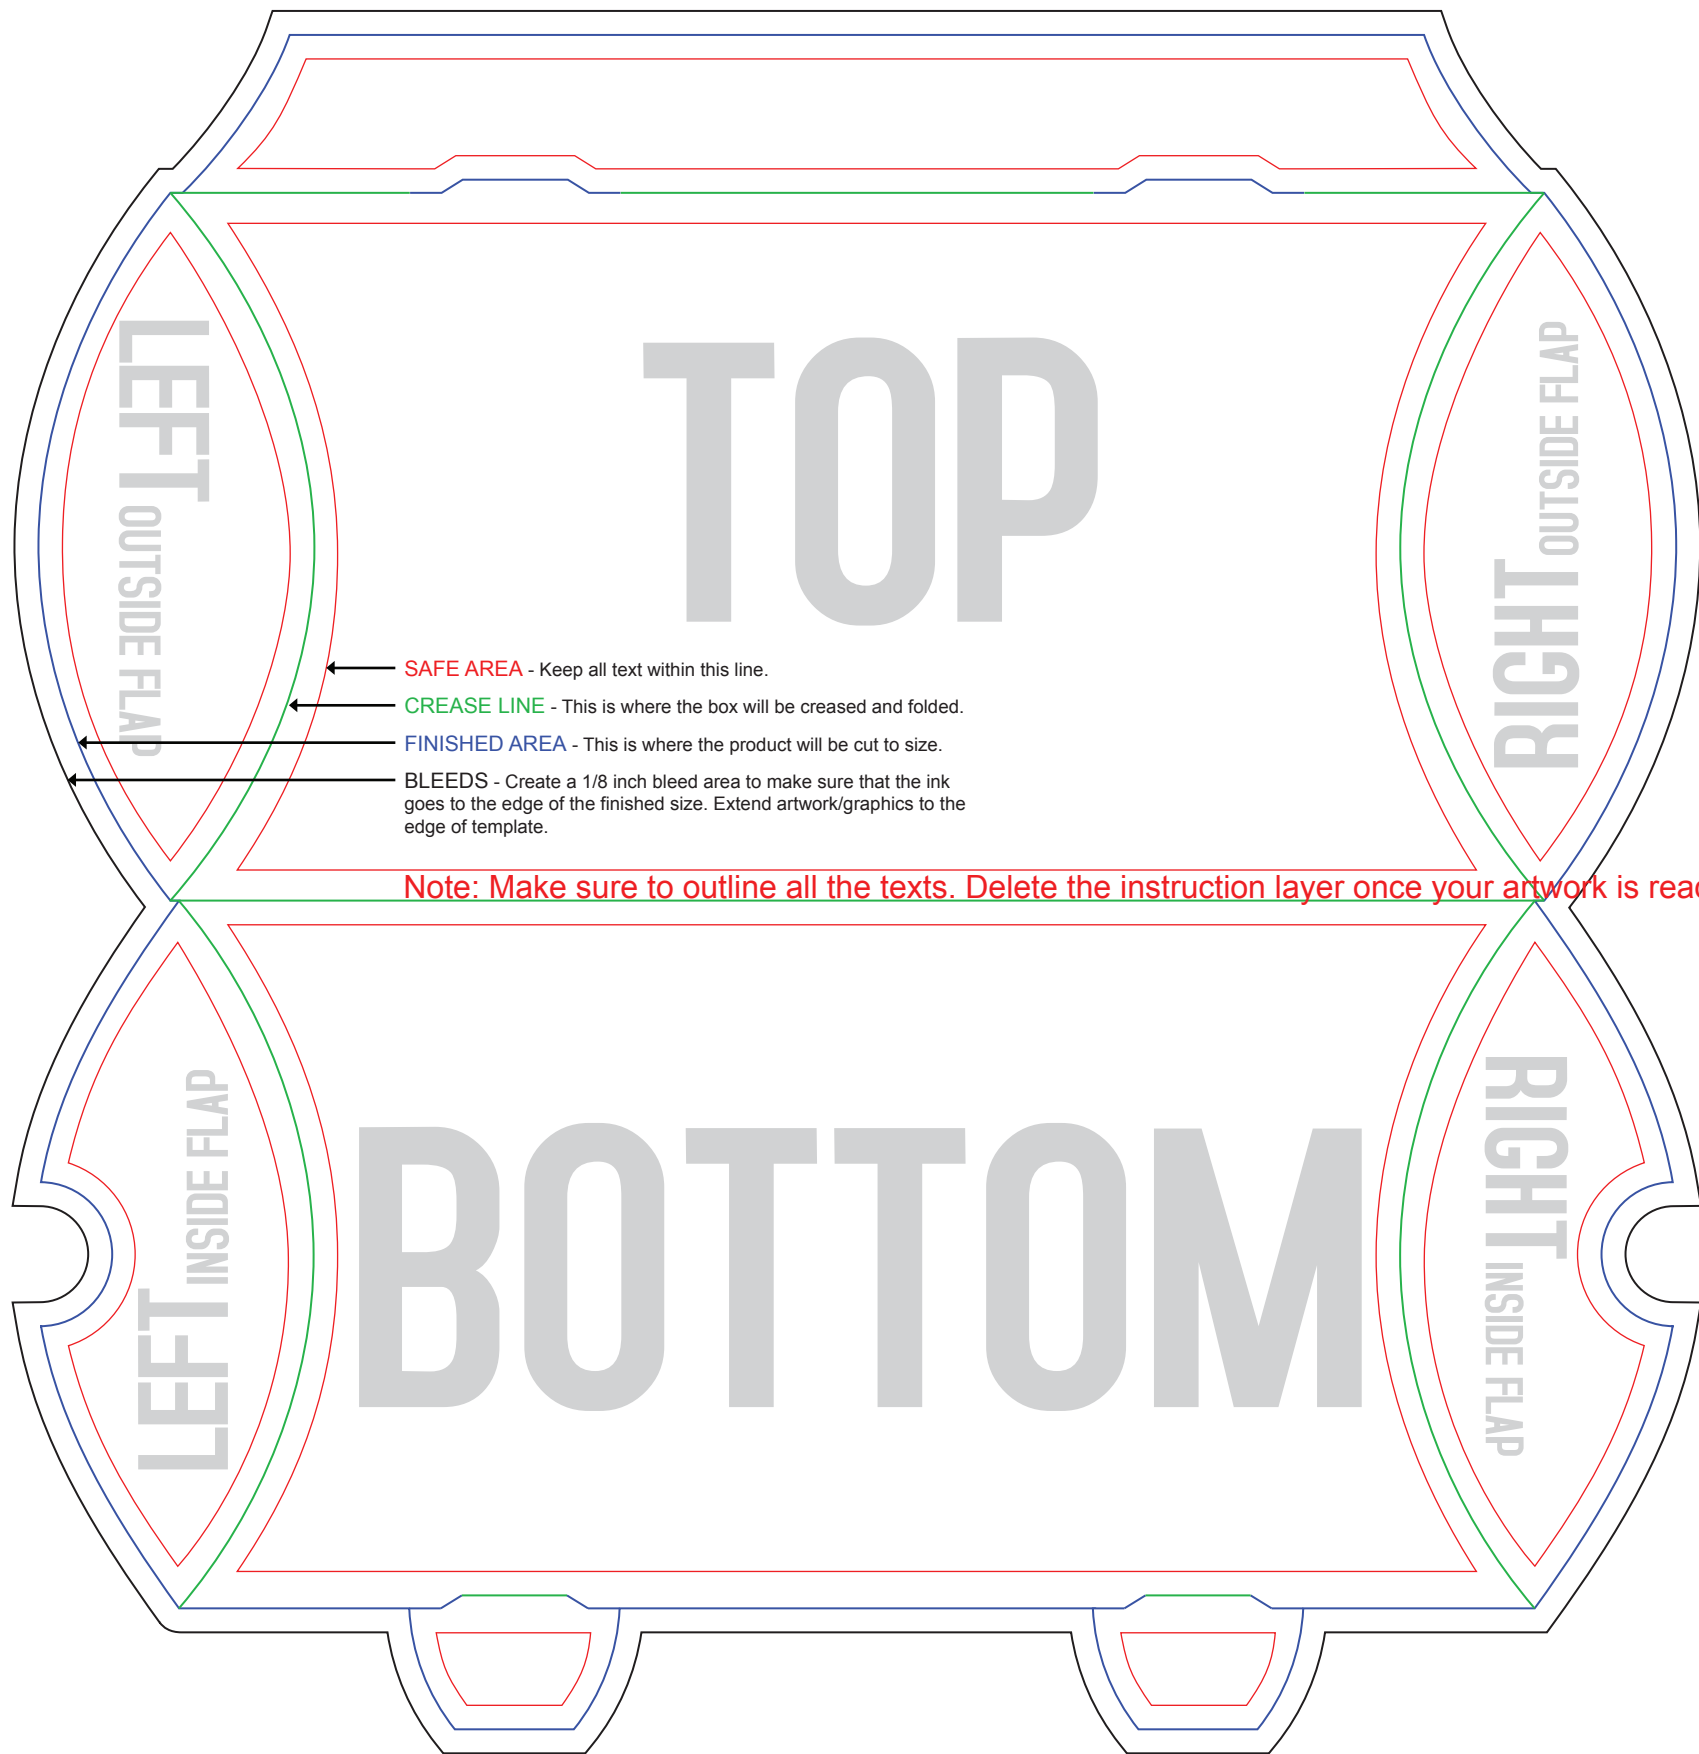 TOP
LEFT OUTSIDE FLAP
RIGHT OUTSIDE FLAP
SAFE AREA - Keep all text within this line.
CREASE LINE - This is where the box will be creased and folded.
FINISHED AREA - This is where the product will be cut to size.
BLEEDS - Create a 1/8 inch bleed area to make sure that the ink
goes to the edge of the finished size. Extend artwork/graphics to the
edge of template.
Note: Make sure to outline all the texts. Delete the instruction layer once your artwork is
LEFT INSIDE FLAP
BOTTOM
RIGHT INSIDE FLAP